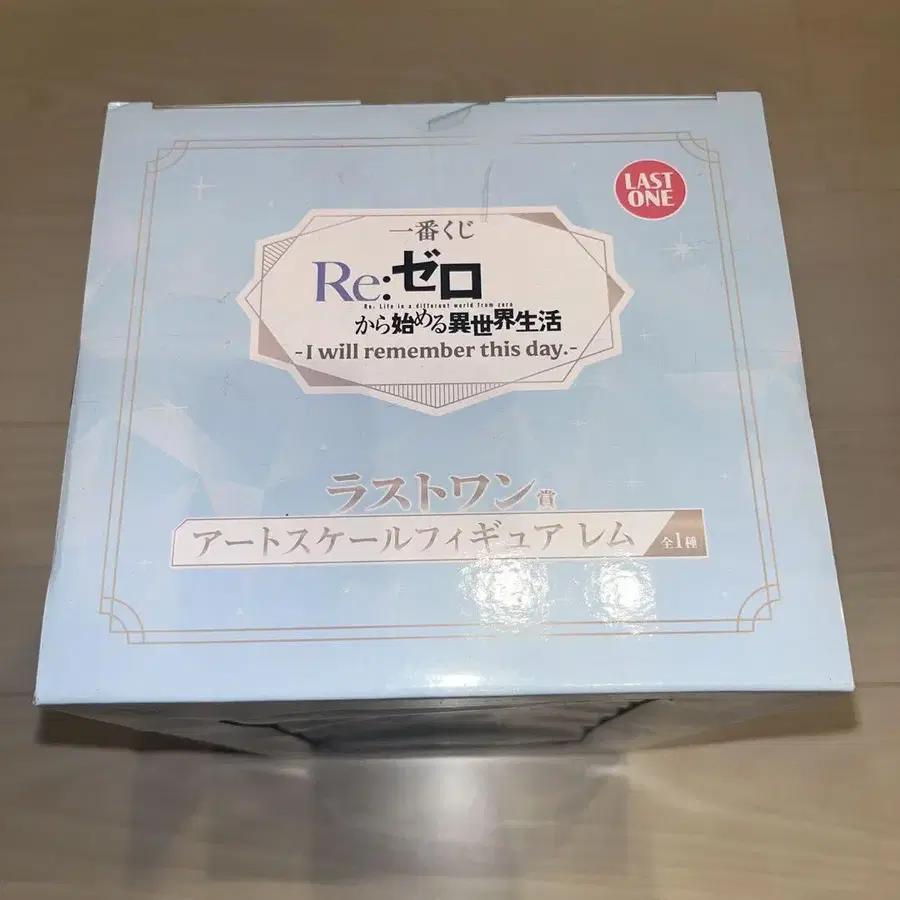 LAST
ONE
一番くじ
Re:ゼロ
Re: Life in a different world from zero
から始める異世界生活
-I will remember this day.-
ラストワン賞
アートスケールフィギュア レム 全1種